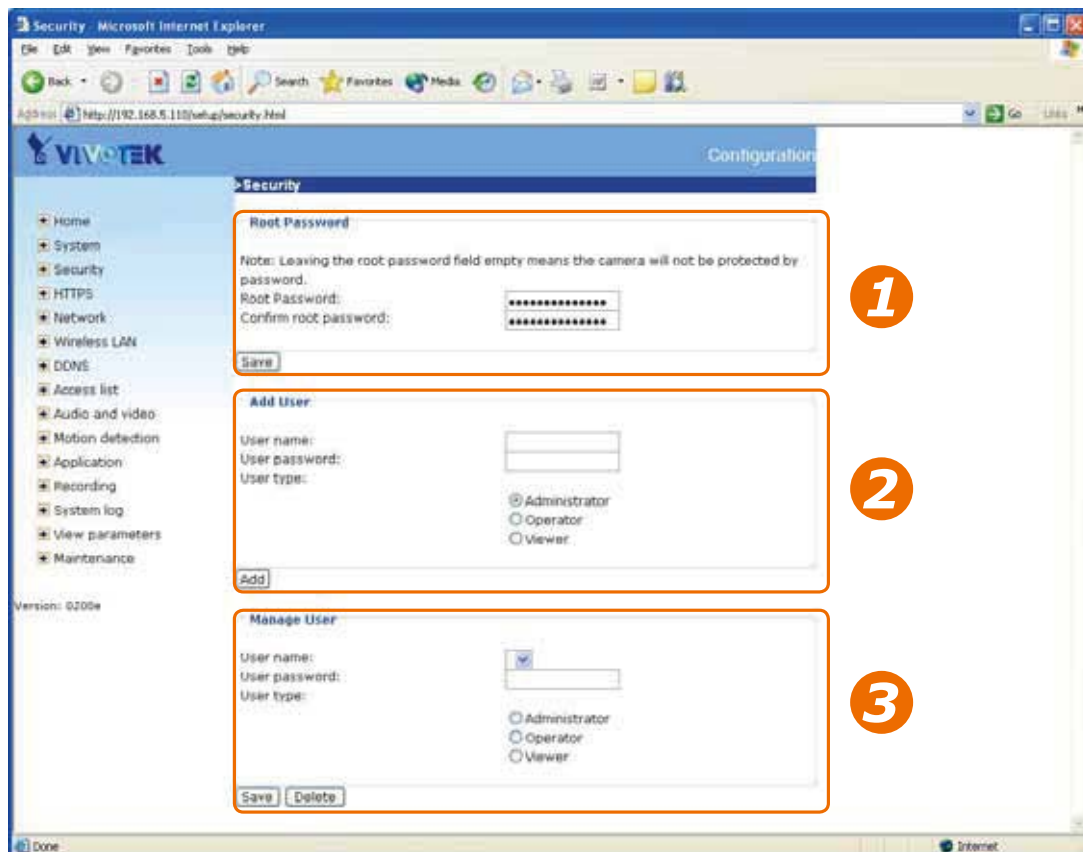 Security - Microsoft Internet Explorer
File Edit View Favorites Tools Help
Back Search Favorites Media
Address http://192.168.5.110/setup/security.html Go Links »
VIVOTEK
Configuration
>Security
Home
System
Security
HTTPS
Network
Wireless LAN
DDNS
Access list
Audio and video
Motion detection
Application
Recording
System log
View parameters
Maintenance
Version: 0200e
Root Password
Note: Leaving the root password field empty means the camera will not be protected by
password.
Root Password: ••••••••••••••
Confirm root password: ••••••••••••••
Save
1
Add User
User name:
User password:
User type:
Administrator
Operator
Viewer
Add
2
Manage User
User name:
User password:
User type:
Administrator
Operator
Viewer
Save Delete
3
Done Internet